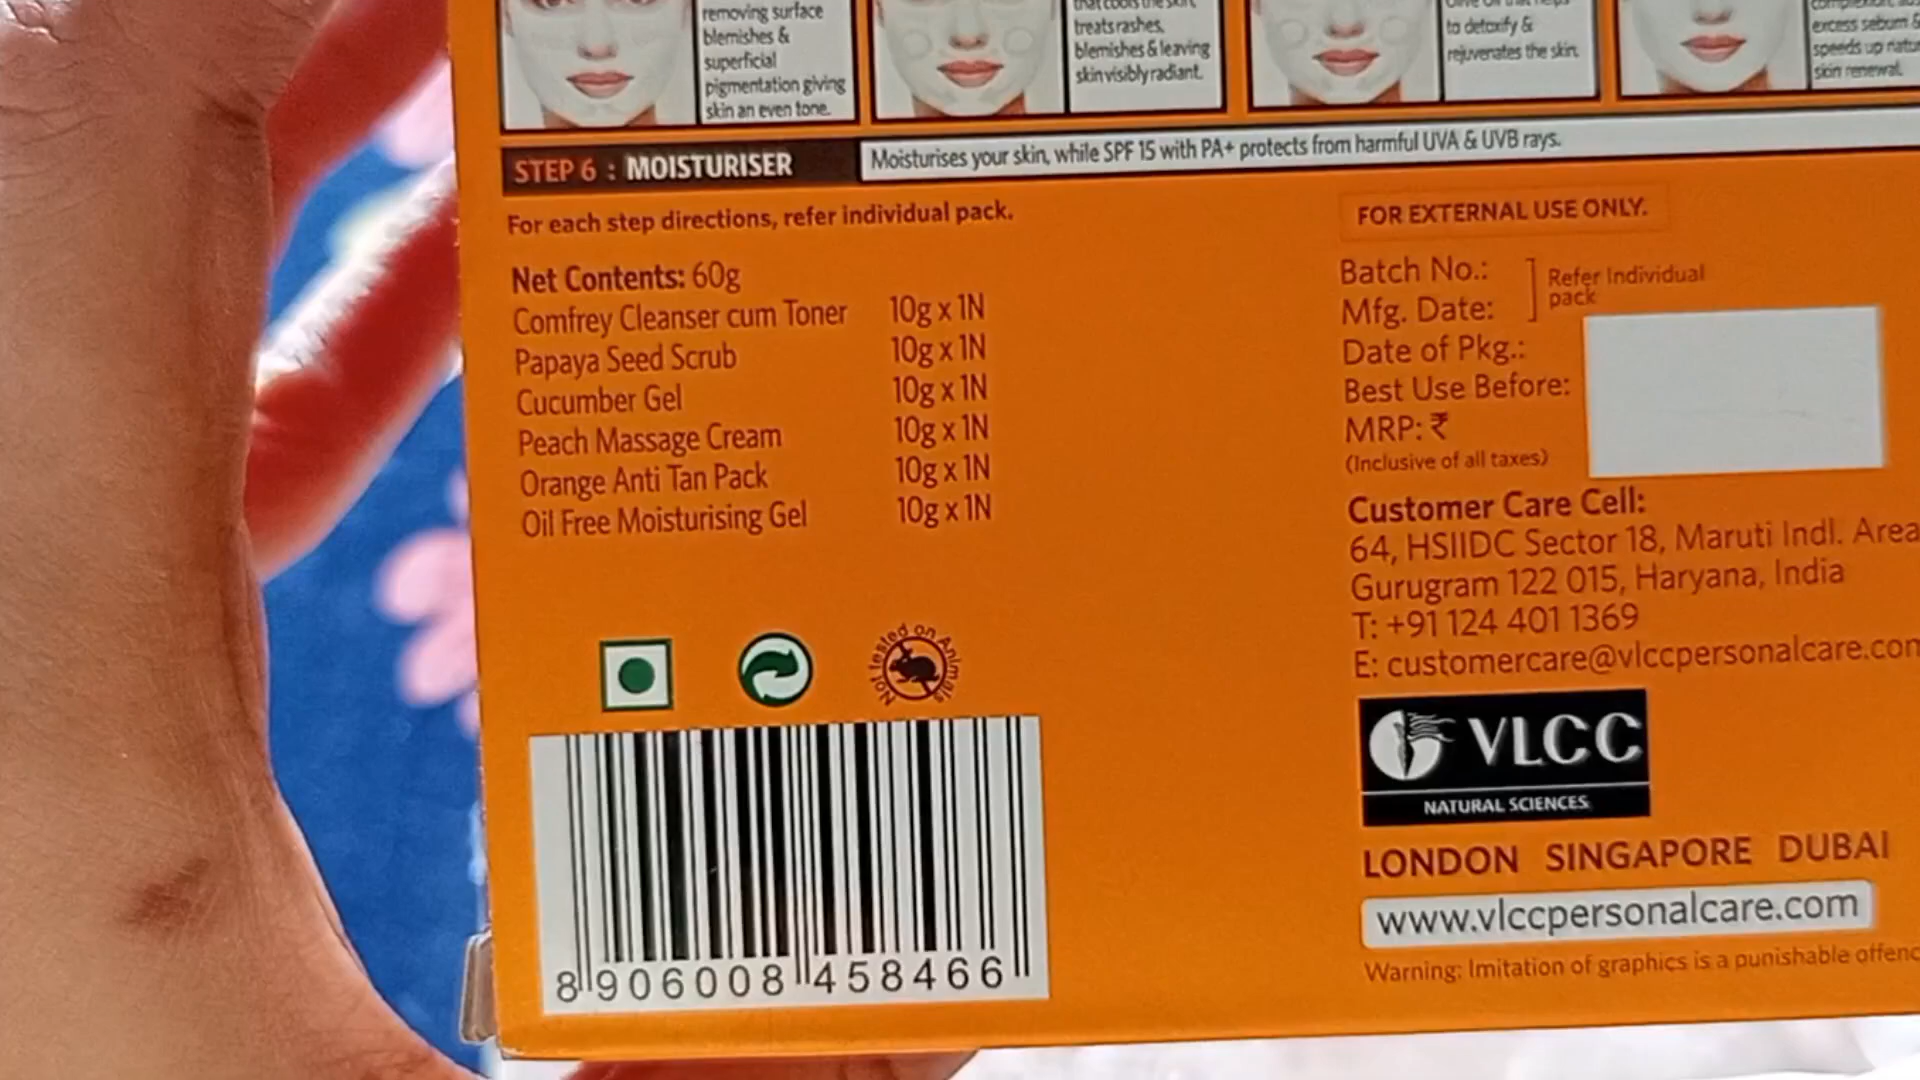 removing surface
blemishes &
superficial
pigmentation giving
skin an even tone.
that cools the skin
treats rashes,
blemishes & leaving
skin visibly radiant.
to detoxify &
rejuvenates the skin.
excess sebum &
speeds up
skin renewal.
STEP 6 : MOISTURISER
Moisturises your skin, while SPF 15 with PA+ protects from harmful UVA & UVB rays.
For each step directions, refer individual pack.
Net Contents: 60g
Comfrey Cleanser cum Toner 10g x 1N
Papaya Seed Scrub 10g x 1N
Cucumber Gel 10g x 1N
Peach Massage Cream 10g x 1N
Orange Anti Tan Pack 10g x 1N
Oil Free Moisturising Gel 10g x 1N
Not tested on Animals
8 906008 458466
FOR EXTERNAL USE ONLY.
Batch No.:
Mfg. Date:
Refer Individual
pack
Date of Pkg.:
Best Use Before:
MRP: ₹
(Inclusive of all taxes)
Customer Care Cell:
64, HSIIDC Sector 18, Maruti Indl. Area
Gurugram 122 015, Haryana, India
T: +91 124 401 1369
E: customercare@vlccpersonalcare.com
VLCC
NATURAL SCIENCES
LONDON SINGAPORE DUBAI
www.vlccpersonalcare.com
Warning: Imitation of graphics is a punishable offenc